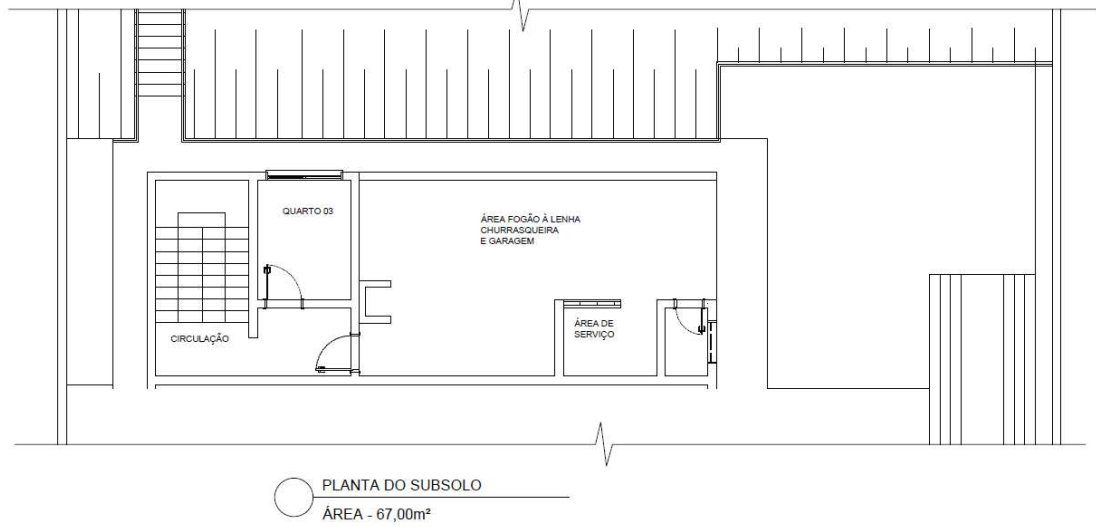 QUARTO 03
ÁREA FOGÃO À LENHA
CHURRASQUEIRA
E GARAGEM
ÁREA DE
SERVIÇO
CIRCULAÇÃO
PLANTA DO SUBSOLO
ÁREA - 67,00m²